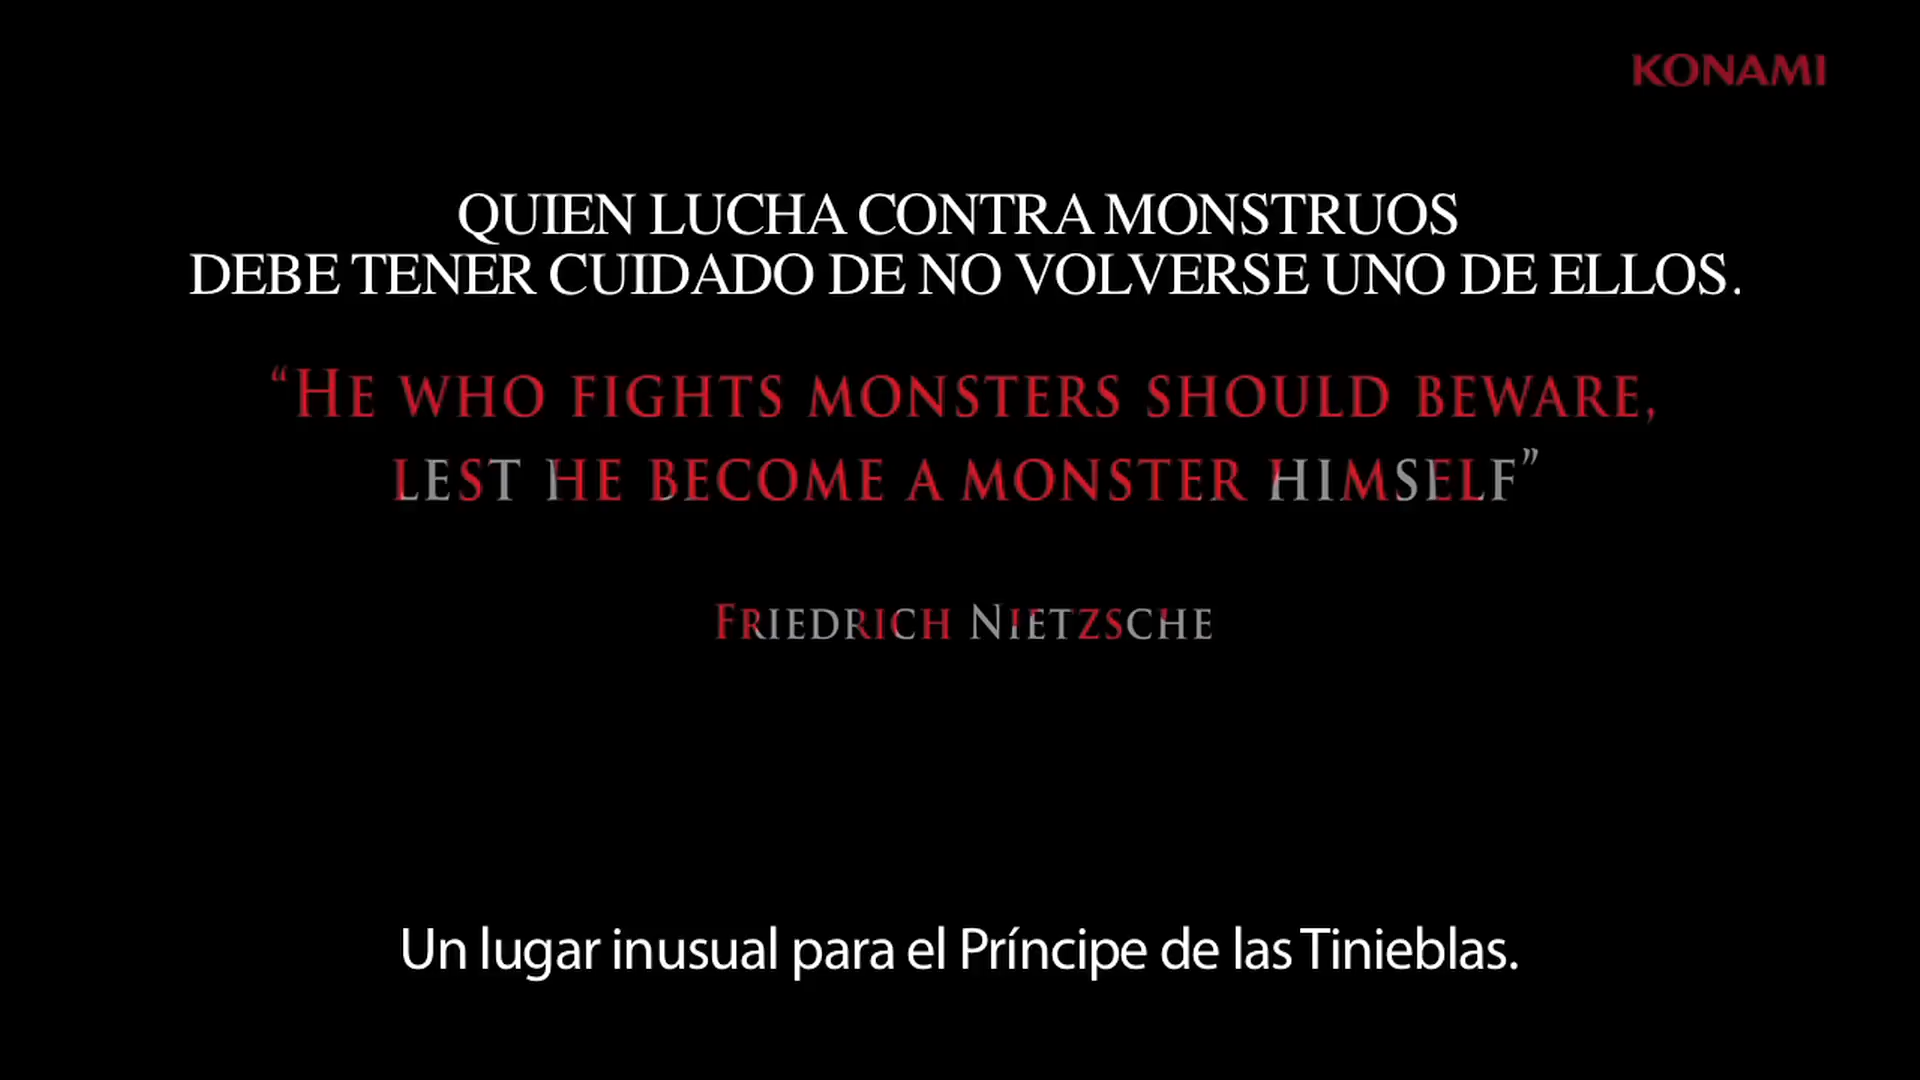 KONAMI
QUIEN LUCHA CONTRA MONSTRUOS
DEBE TENER CUIDADO DE NO VOLVERSE UNO DE ELLOS.
“HE WHO FIGHTS MONSTERS SHOULD BEWARE,
LEST HE BECOME A MONSTER HIMSELF”
FRIEDRICH NIETZSCHE
Un lugar inusual para el Príncipe de las Tinieblas.